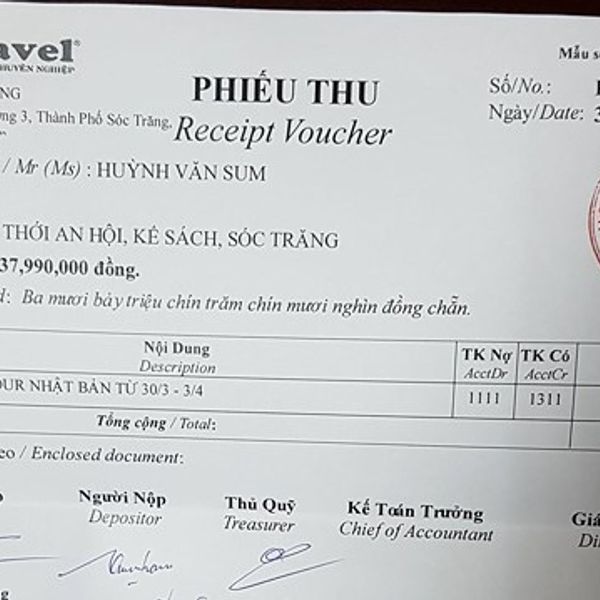 avel®
HUYÊN NGHIỆP
Mẫu s
PHIẾU THU
Số/No.:
NG
Ngày/Date: 3
ng 3, Thành Phố Sóc Trăng,
Receipt Voucher
/ Mr (Ms) : HUỲNH VĂN SUM
THỚI AN HỘI, KẾ SÁCH, SÓC TRĂNG
37,990,000 đồng.
d: Ba mươi bảy triệu chín trăm chín mươi nghìn đồng chẵn.
Nội Dung TK Nợ TK Có
Description AcctDr AcctCr
OUR NHẬT BẢN TỪ 30/3 - 3/4 1111 1311
Tổng cộng / Total:
eo / Enclosed document:
Người Nộp Thủ Quỹ Kế Toán Trưởng Giá
Depositor Treasurer Chief of Accountant Di